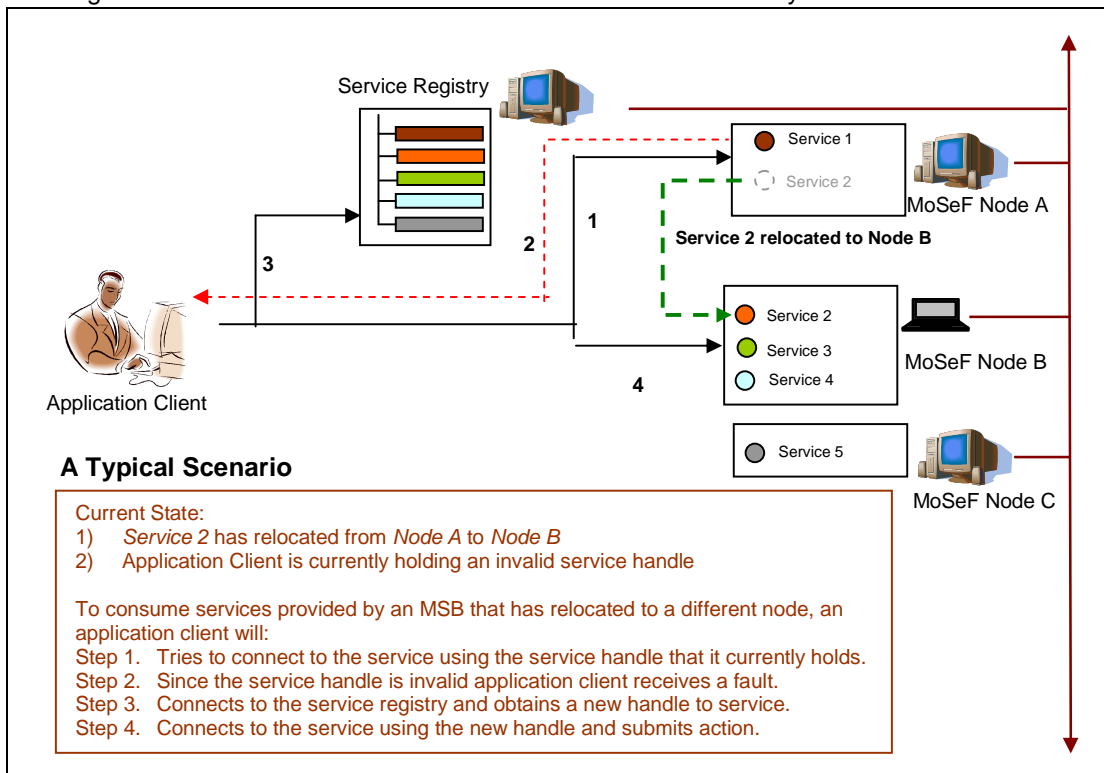 Service Registry
Service 1
Service 2
MoSeF Node A
1
2
Service 2 relocated to Node B
3
Service 2
Service 3
Service 4
MoSeF Node B
4
Application Client
Service 5
MoSeF Node C
A Typical Scenario
Current State:
1) Service 2 has relocated from Node A to Node B
2) Application Client is currently holding an invalid service handle
To consume services provided by an MSB that has relocated to a different node, an
application client will:
Step 1. Tries to connect to the service using the service handle that it currently holds.
Step 2. Since the service handle is invalid application client receives a fault.
Step 3. Connects to the service registry and obtains a new handle to service.
Step 4. Connects to the service using the new handle and submits action.